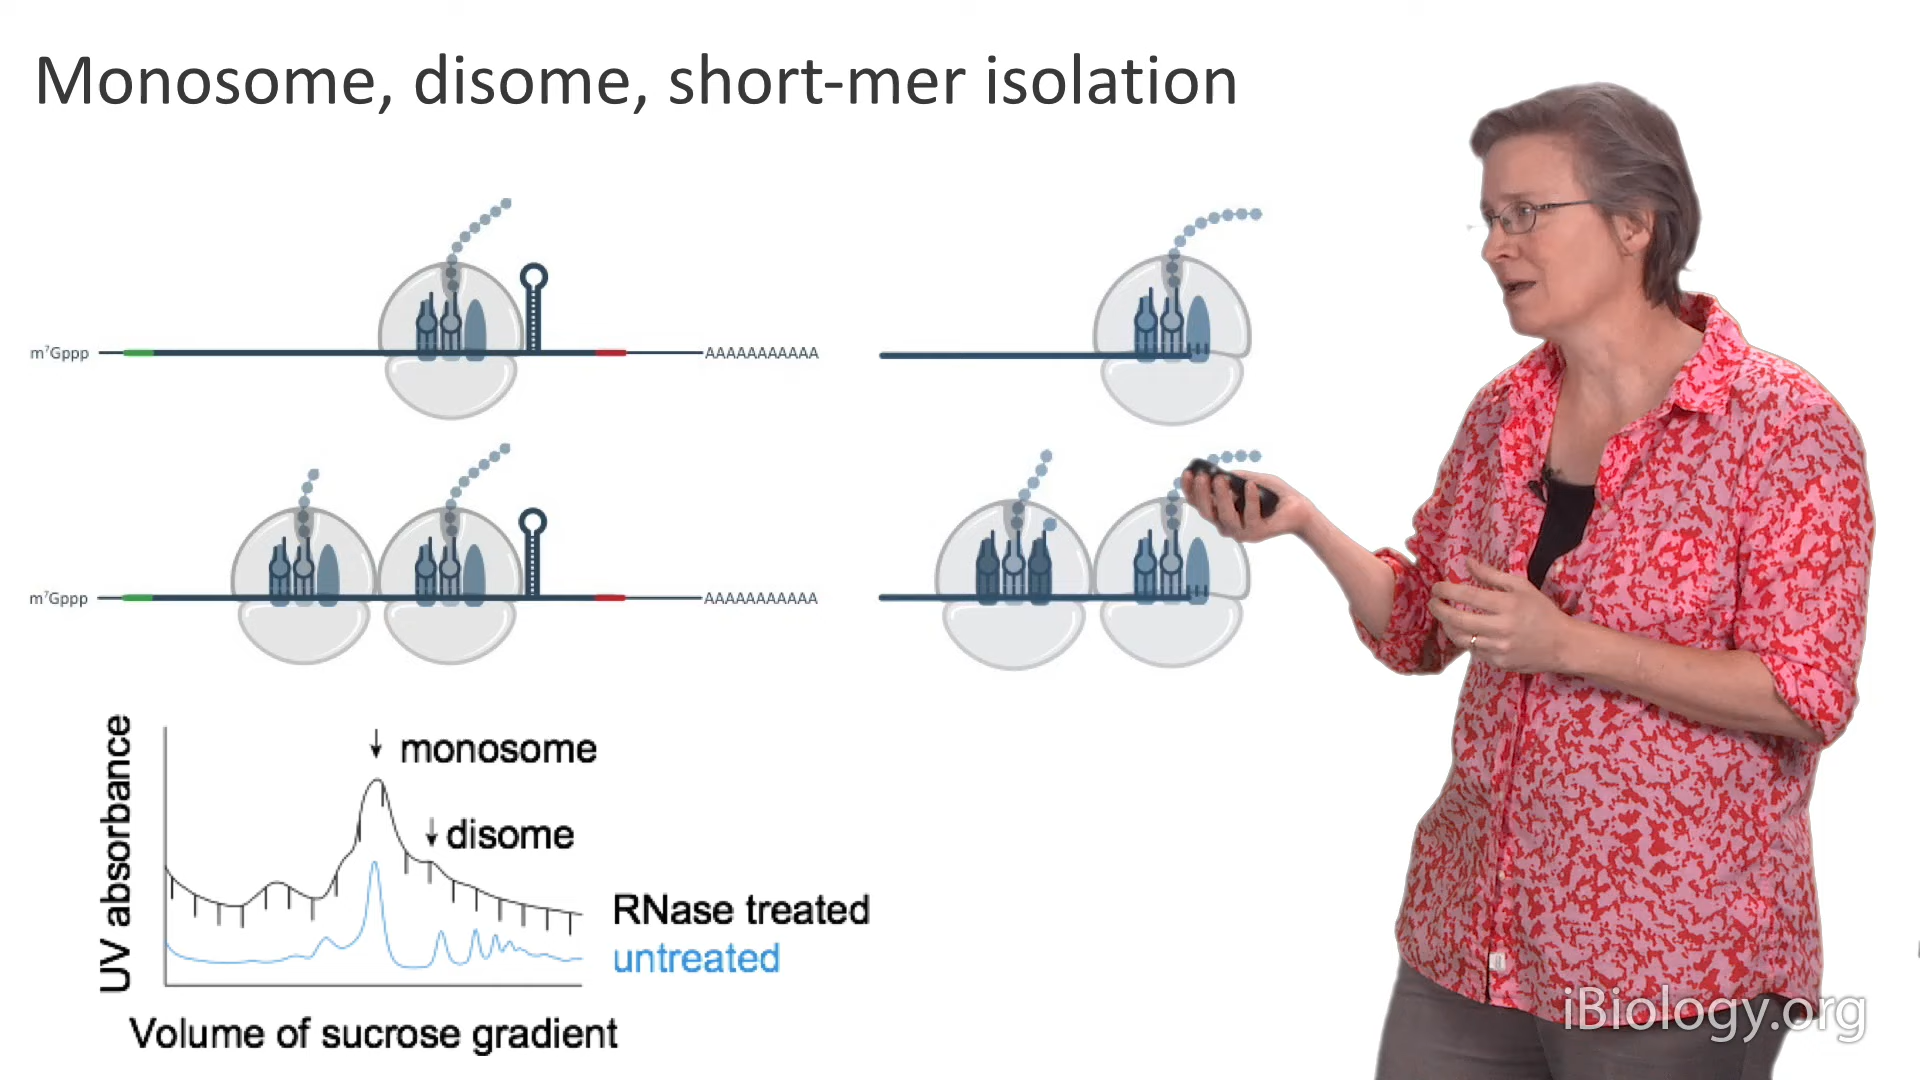 Monosome, disome, short-mer isolation
m⁷Gppp
AAAAAAAAAAA
m⁷Gppp
AAAAAAAAAAA
UV absorbance
monosome
disome
RNase treated
untreated
Volume of sucrose gradient
iBiology.org